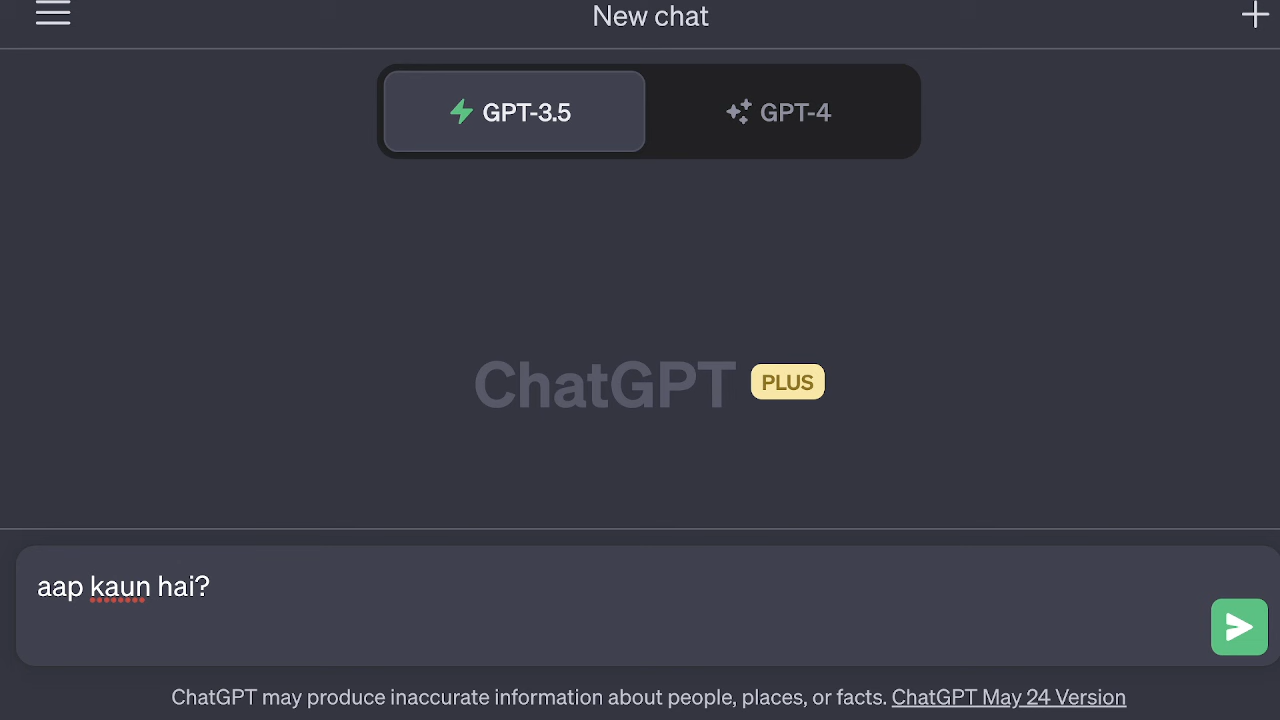 New chat
GPT-3.5 GPT-4
ChatGPT PLUS
aap kaun hai?
ChatGPT may produce inaccurate information about people, places, or facts. ChatGPT May 24 Version